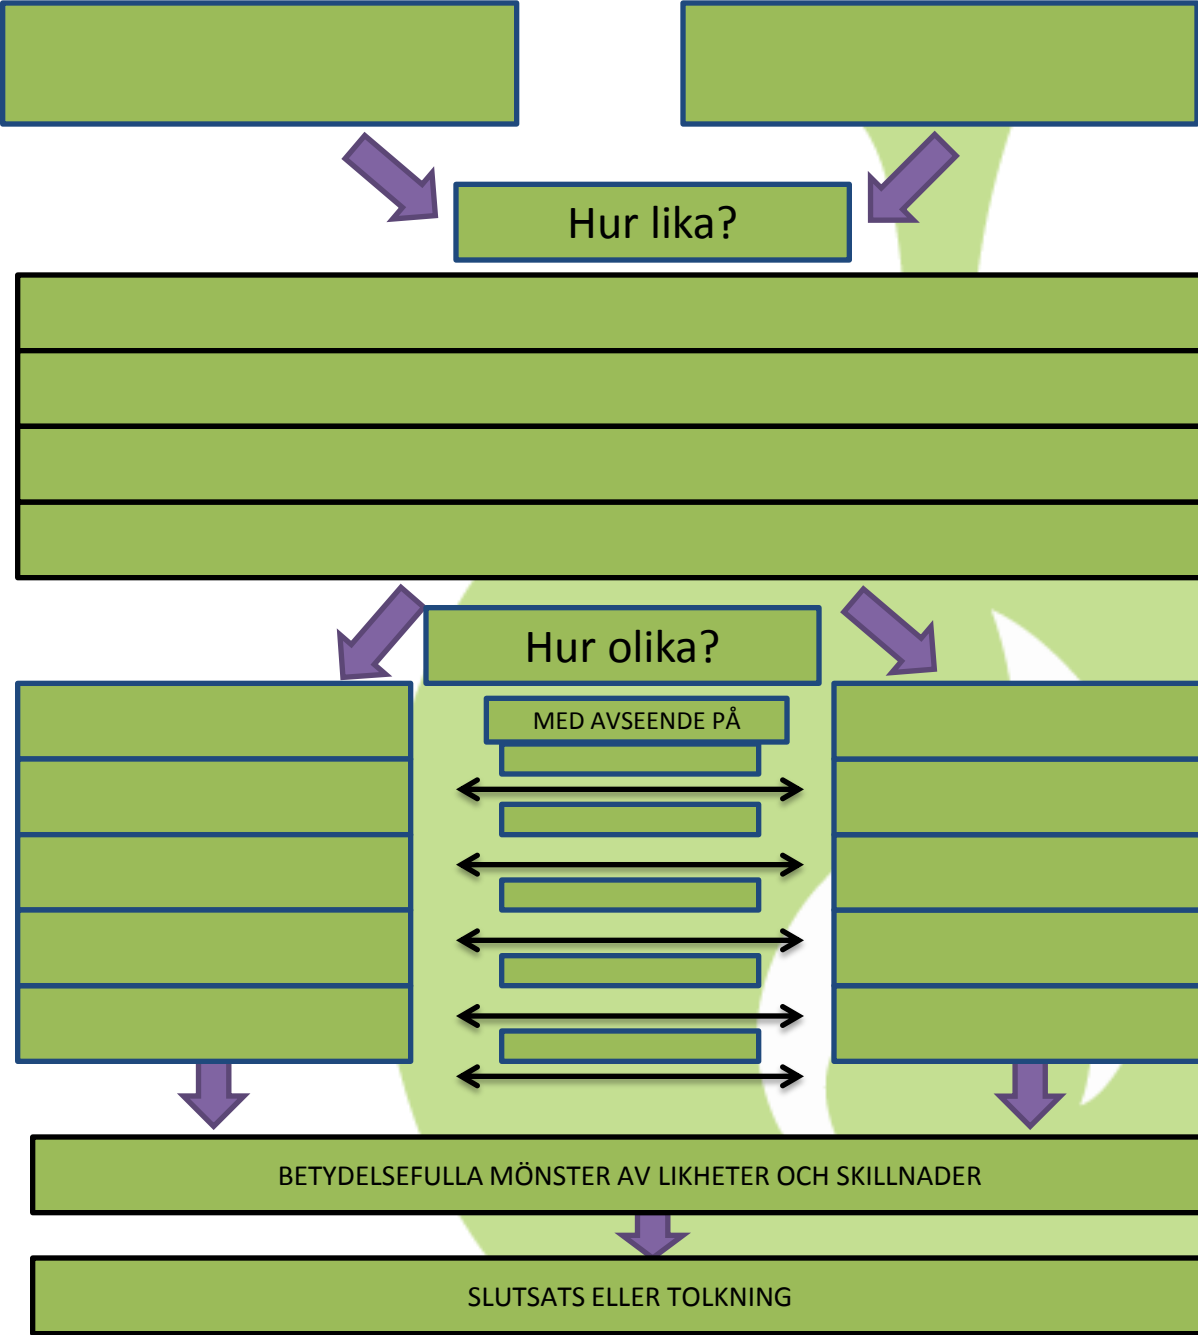 Hur lika?
Hur olika?
MED AVSEENDE PÅ
BETYDELSEFULLA MÖNSTER AV LIKHETER OCH SKILLNADER
SLUTSATS ELLER TOLKNING